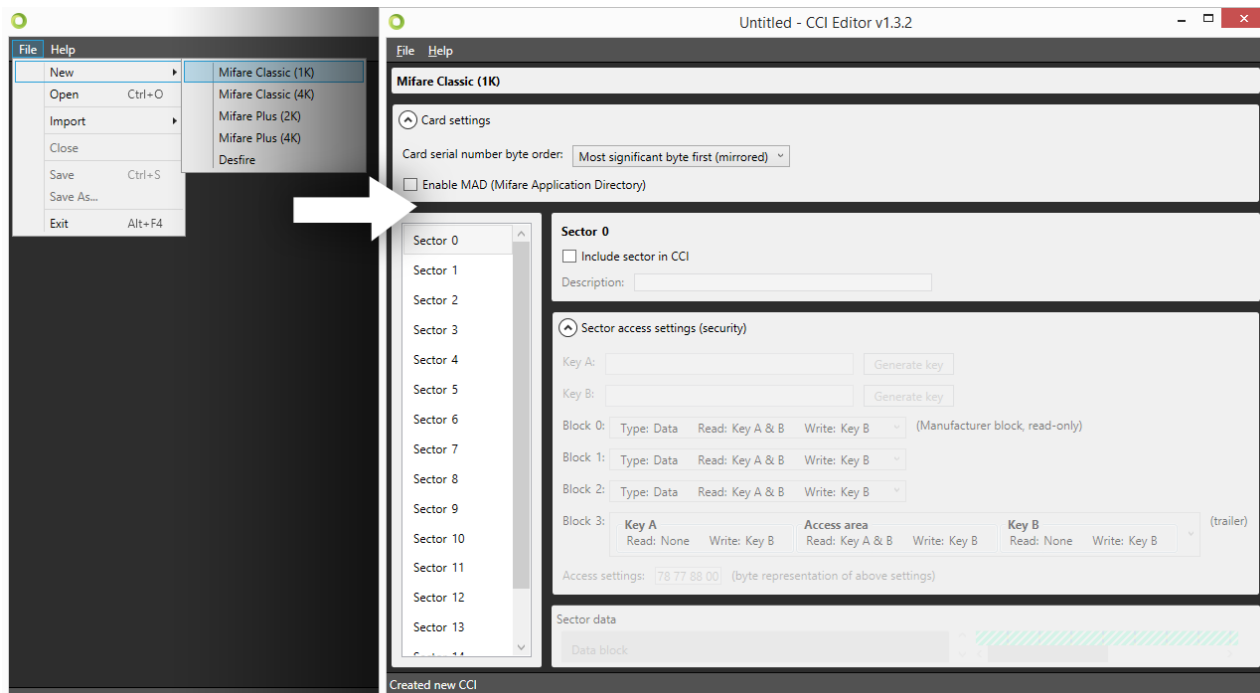 File Help
New
Open Ctrl+O
Import
Close
Save Ctrl+S
Save As...
Exit Alt+F4
Mifare Classic (1K)
Mifare Classic (4K)
Mifare Plus (2K)
Mifare Plus (4K)
Desfire
Untitled - CCI Editor v1.3.2
File Help
Mifare Classic (1K)
Card settings
Card serial number byte order: Most significant byte first (mirrored)
Enable MAD (Mifare Application Directory)
Sector 0
Sector 1
Sector 2
Sector 3
Sector 4
Sector 5
Sector 6
Sector 7
Sector 8
Sector 9
Sector 10
Sector 11
Sector 12
Sector 13
Sector 14
Sector 0
Include sector in CCI
Description:
Sector access settings (security)
Key A: Generate key
Key B: Generate key
Block 0: Type: Data Read: Key A & B Write: Key B (Manufacturer block, read-only)
Block 1: Type: Data Read: Key A & B Write: Key B
Block 2: Type: Data Read: Key A & B Write: Key B
Block 3: Key A Access area Key B (trailer)
Read: None Write: Key B Read: Key A & B Write: Key B Read: None Write: Key B
Access settings: 78 77 88 00 (byte representation of above settings)
Sector data
Data block
Created new CCI